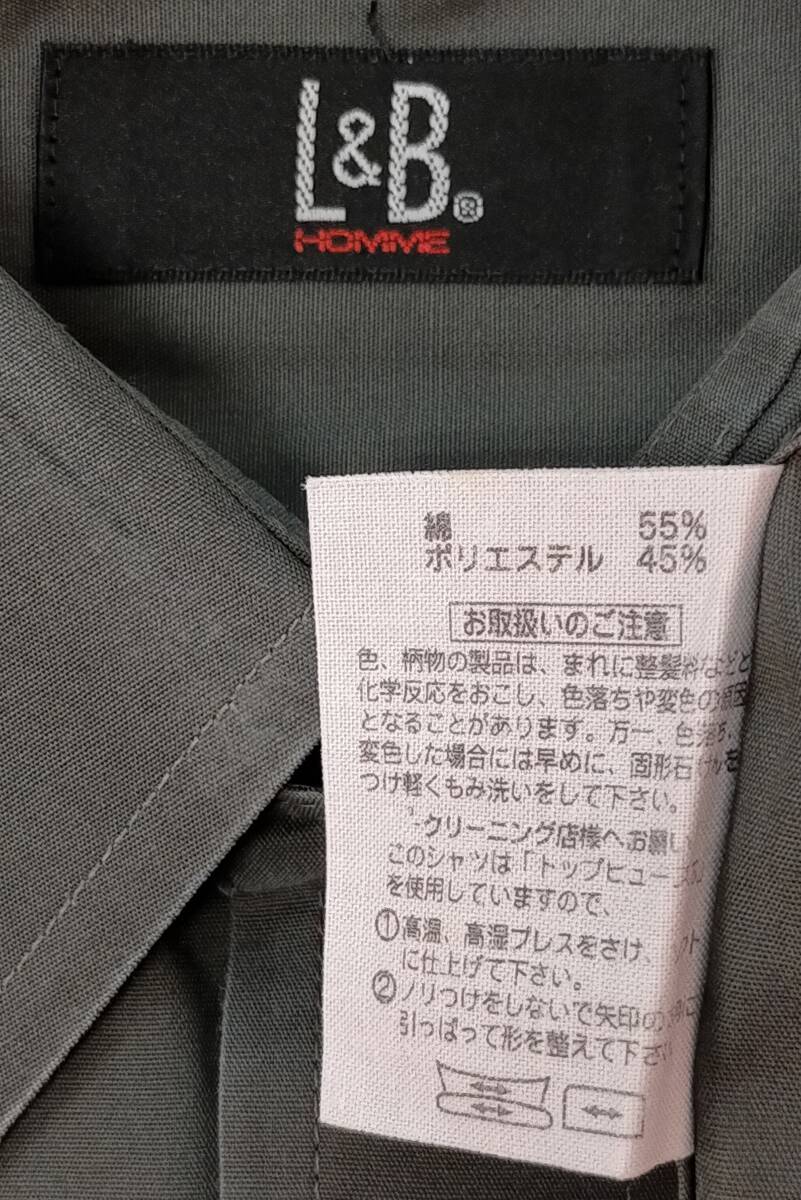 L&B®
HOMME
綿 55%
ポリエステル 45%
お取扱いのご注意
色、柄物の製品は、まれに整髪料などと
化学反応をおこし、色落ちや変色の原因
となることがあります。万一、色落ち、
変色した場合には早めに、固形石けんを
つけ軽くもみ洗いをして下さい。
クリーニング店様へお願い
このシャツは「トップヒューズ
を使用していますので、
①高温、高湿プレスをさけ、ソフト
に仕上げて下さい。
②ノリつけをしないで矢印の
引っぱって形を整えて下さい